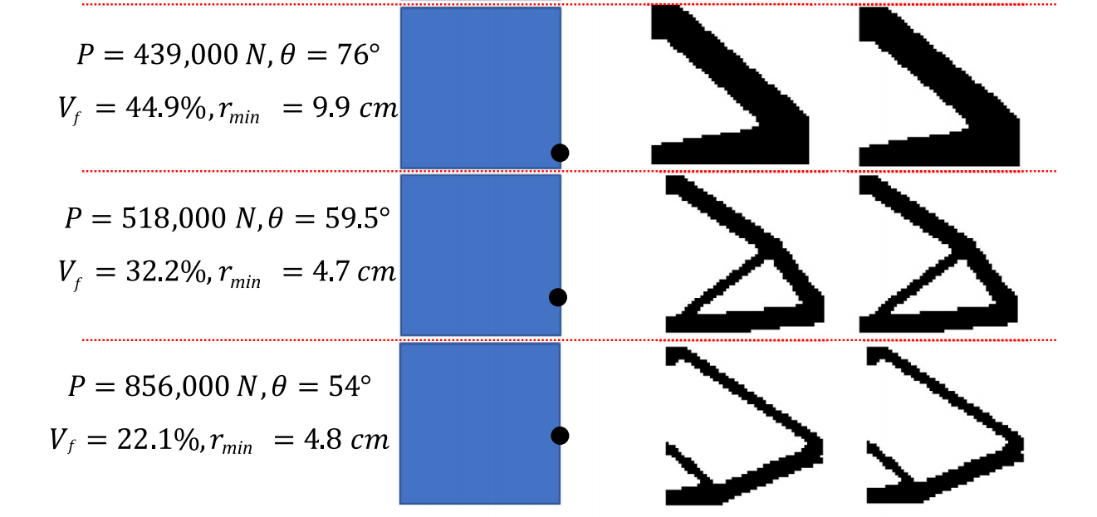 P = 439,000 N, θ = 76°
V_f = 44.9%, r_min = 9.9 cm
P = 518,000 N, θ = 59.5°
V_f = 32.2%, r_min = 4.7 cm
P = 856,000 N, θ = 54°
V_f = 22.1%, r_min = 4.8 cm